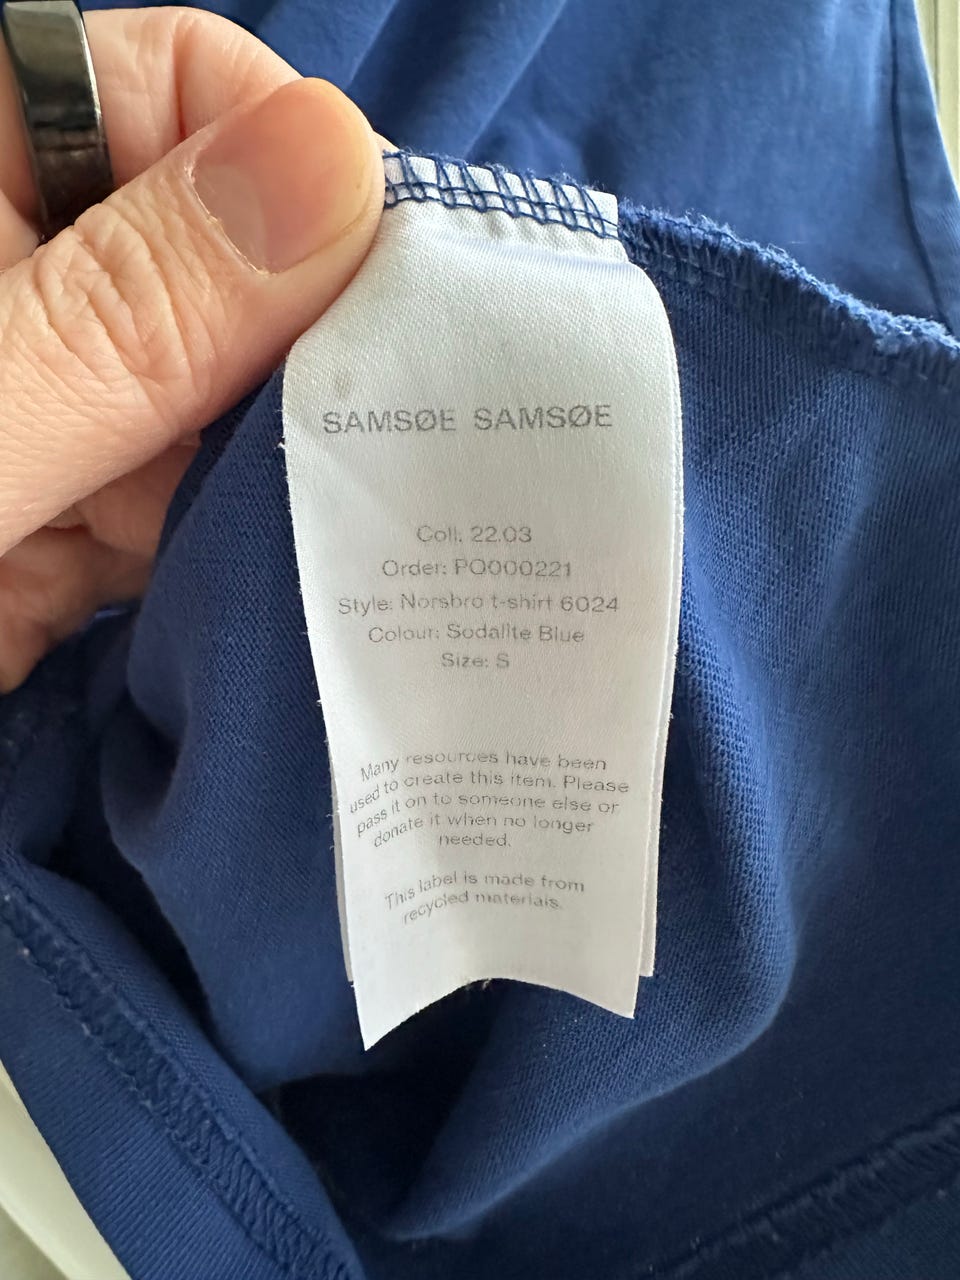 SAMSØE SAMSØE
Coll: 22.03
Order: PO000221
Style: Norsbro t-shirt 6024
Colour: Sodalite Blue
Size: S
Many resources have been
used to create this item. Please
pass it on to someone else or
donate it when no longer
needed.
This label is made from
recycled materials.